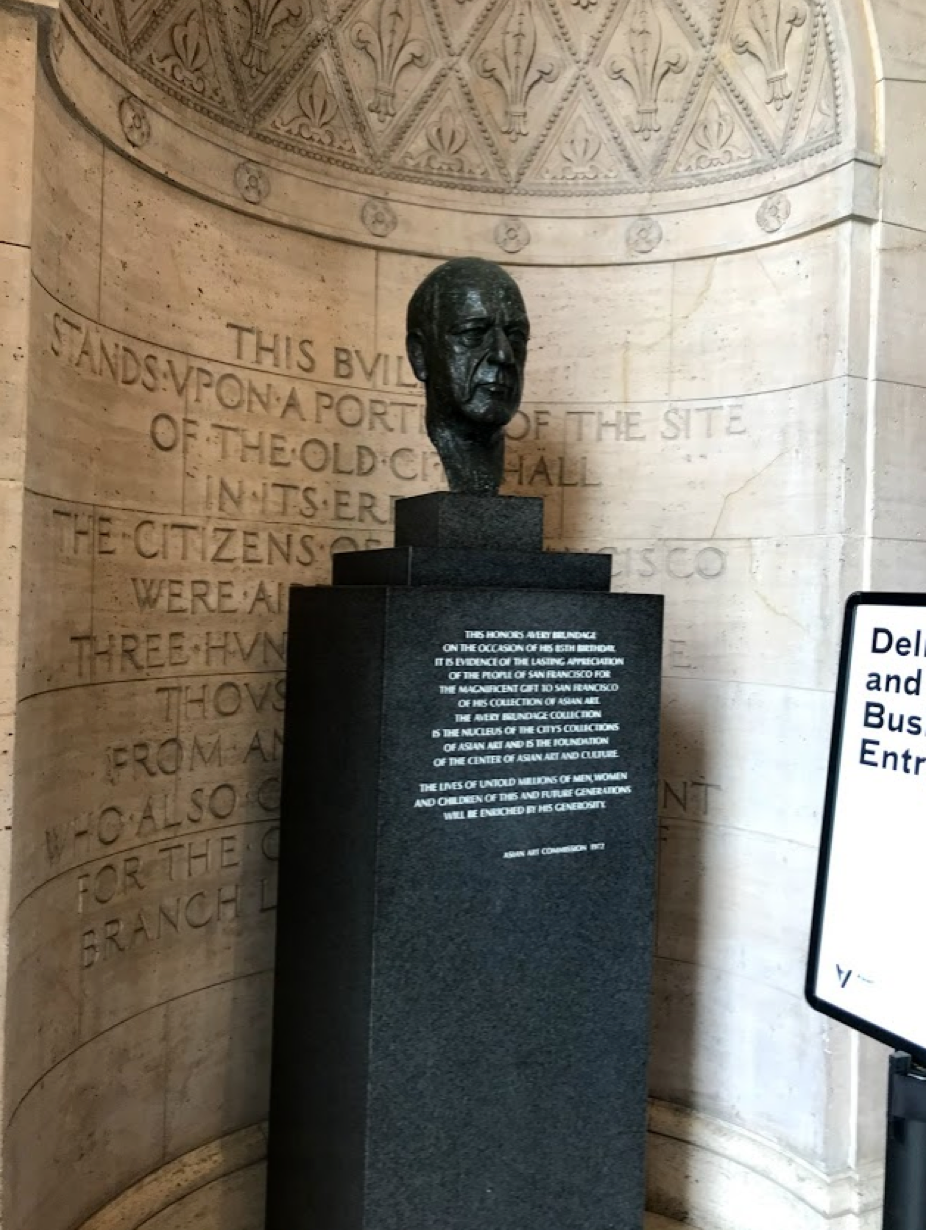 THIS BVIL
STANDS·VPON·A PORTI OF THE SITE
OF·THE·OLD·CI HALL
IN·ITS·ERE
THE·CITIZENS·OF CISCO
WERE·AI
THREE·HVN E
THOVS
FROM·AN
WHO·ALSO·C NT
FOR·THE·C
BRANCH L
THIS HONORS AVERY BRUNDAGE
ON THE OCCASION OF HIS 85TH BIRTHDAY.
IT IS EVIDENCE OF THE LASTING APPRECIATION
OF THE PEOPLE OF SAN FRANCISCO FOR
THE MAGNIFICENT GIFT TO SAN FRANCISCO
OF HIS COLLECTION OF ASIAN ART.
THE AVERY BRUNDAGE COLLECTION
IS THE NUCLEUS OF THE CITY'S COLLECTIONS
OF ASIAN ART AND IS THE FOUNDATION
OF THE CENTER OF ASIAN ART AND CULTURE.
THE LIVES OF UNTOLD MILLIONS OF MEN, WOMEN
AND CHILDREN OF THIS AND FUTURE GENERATIONS
WILL BE ENRICHED BY HIS GENEROSITY.
ASIAN ART COMMISSION 1972
Deli
and
Bus
Entr